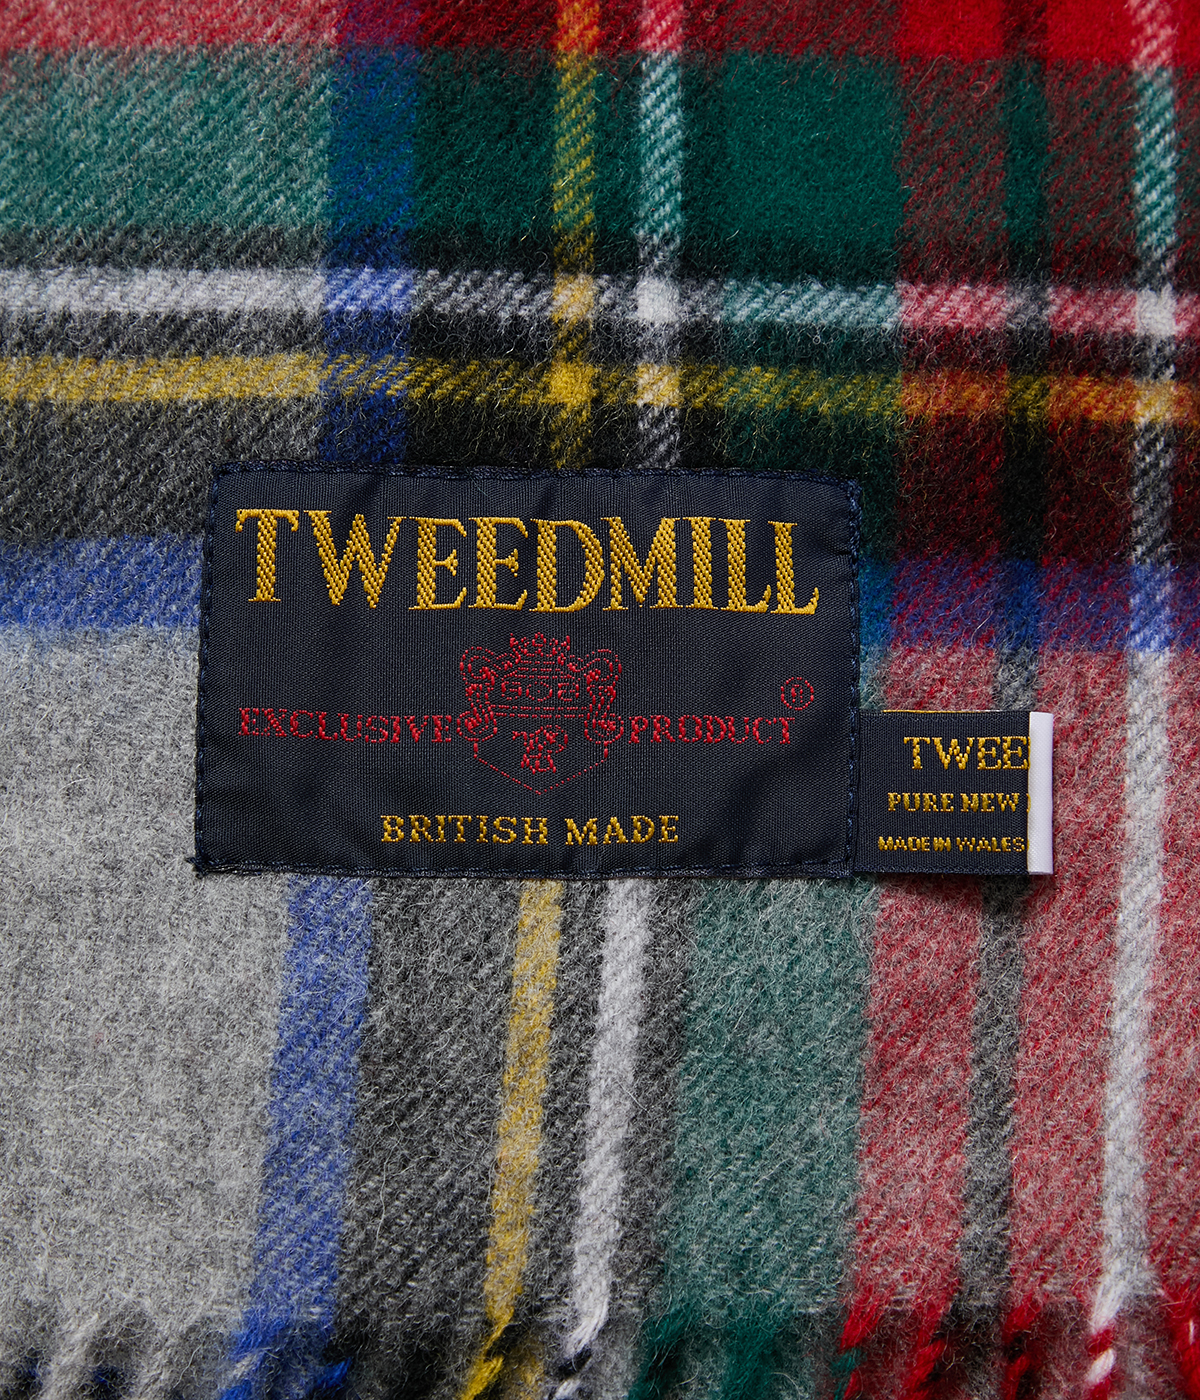 TWEEDMILL
EXCLUSIVE PRODUCT ®
BRITISH MADE
TWEE
PURE NEW
MADE IN WALES